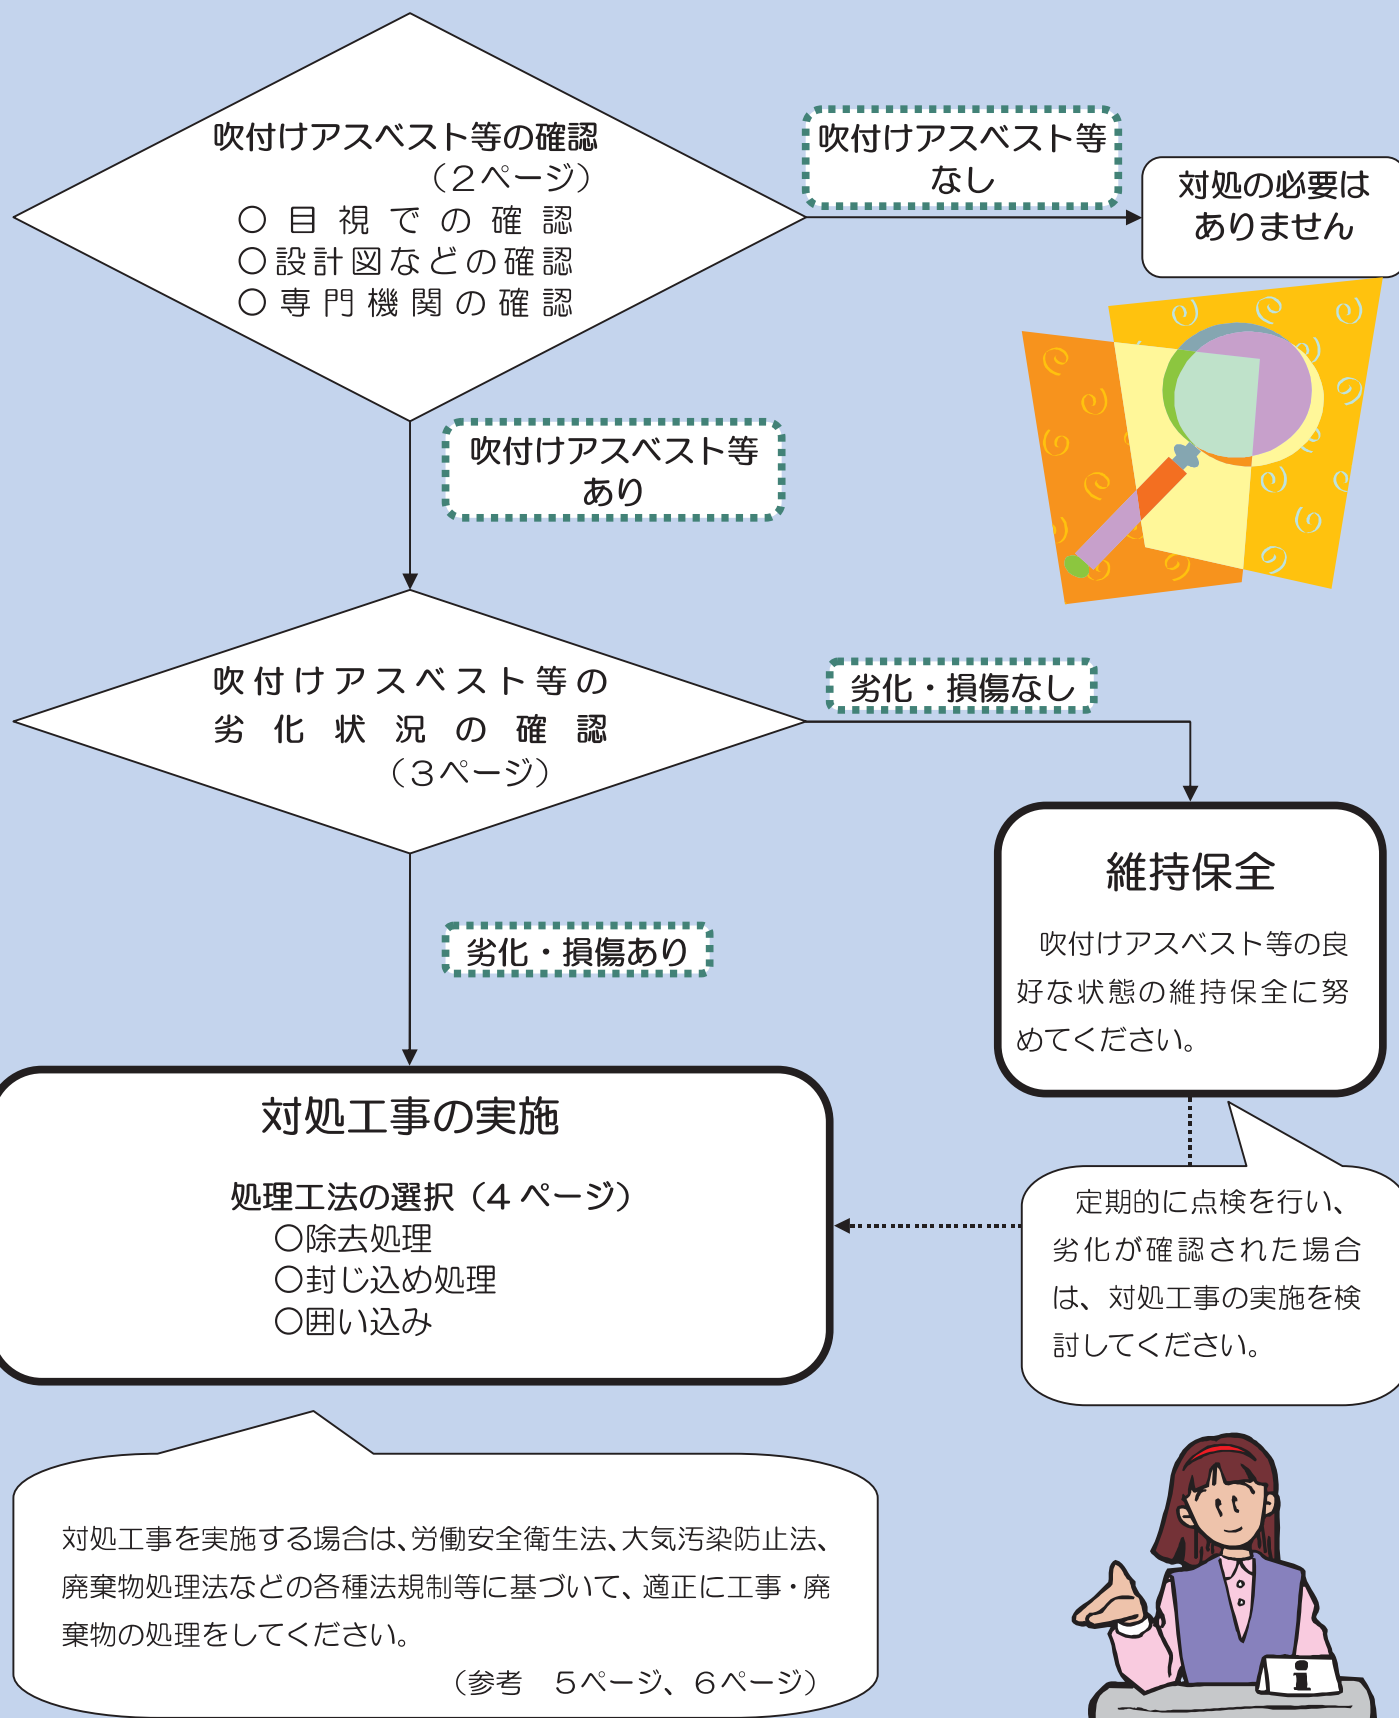 吹付けアスベスト等の確認
(2ページ)
○目視での確認
○設計図などの確認
○専門機関の確認
吹付けアスベスト等
なし
対処の必要は
ありません
吹付けアスベスト等
あり
吹付けアスベスト等の
劣化状況の確認
(3ページ)
劣化・損傷なし
維持保全
吹付けアスベスト等の良
好な状態の維持保全に努
めてください。
劣化・損傷あり
対処工事の実施
処理工法の選択(4ページ)
○除去処理
○封じ込め処理
○囲い込み
定期的に点検を行い、
劣化が確認された場合
は、対処工事の実施を検
討してください。
対処工事を実施する場合は、労働安全衛生法、大気汚染防止法、
廃棄物処理法などの各種法規制等に基づいて、適正に工事・廃
棄物の処理をしてください。
(参考 5ページ、6ページ)
i